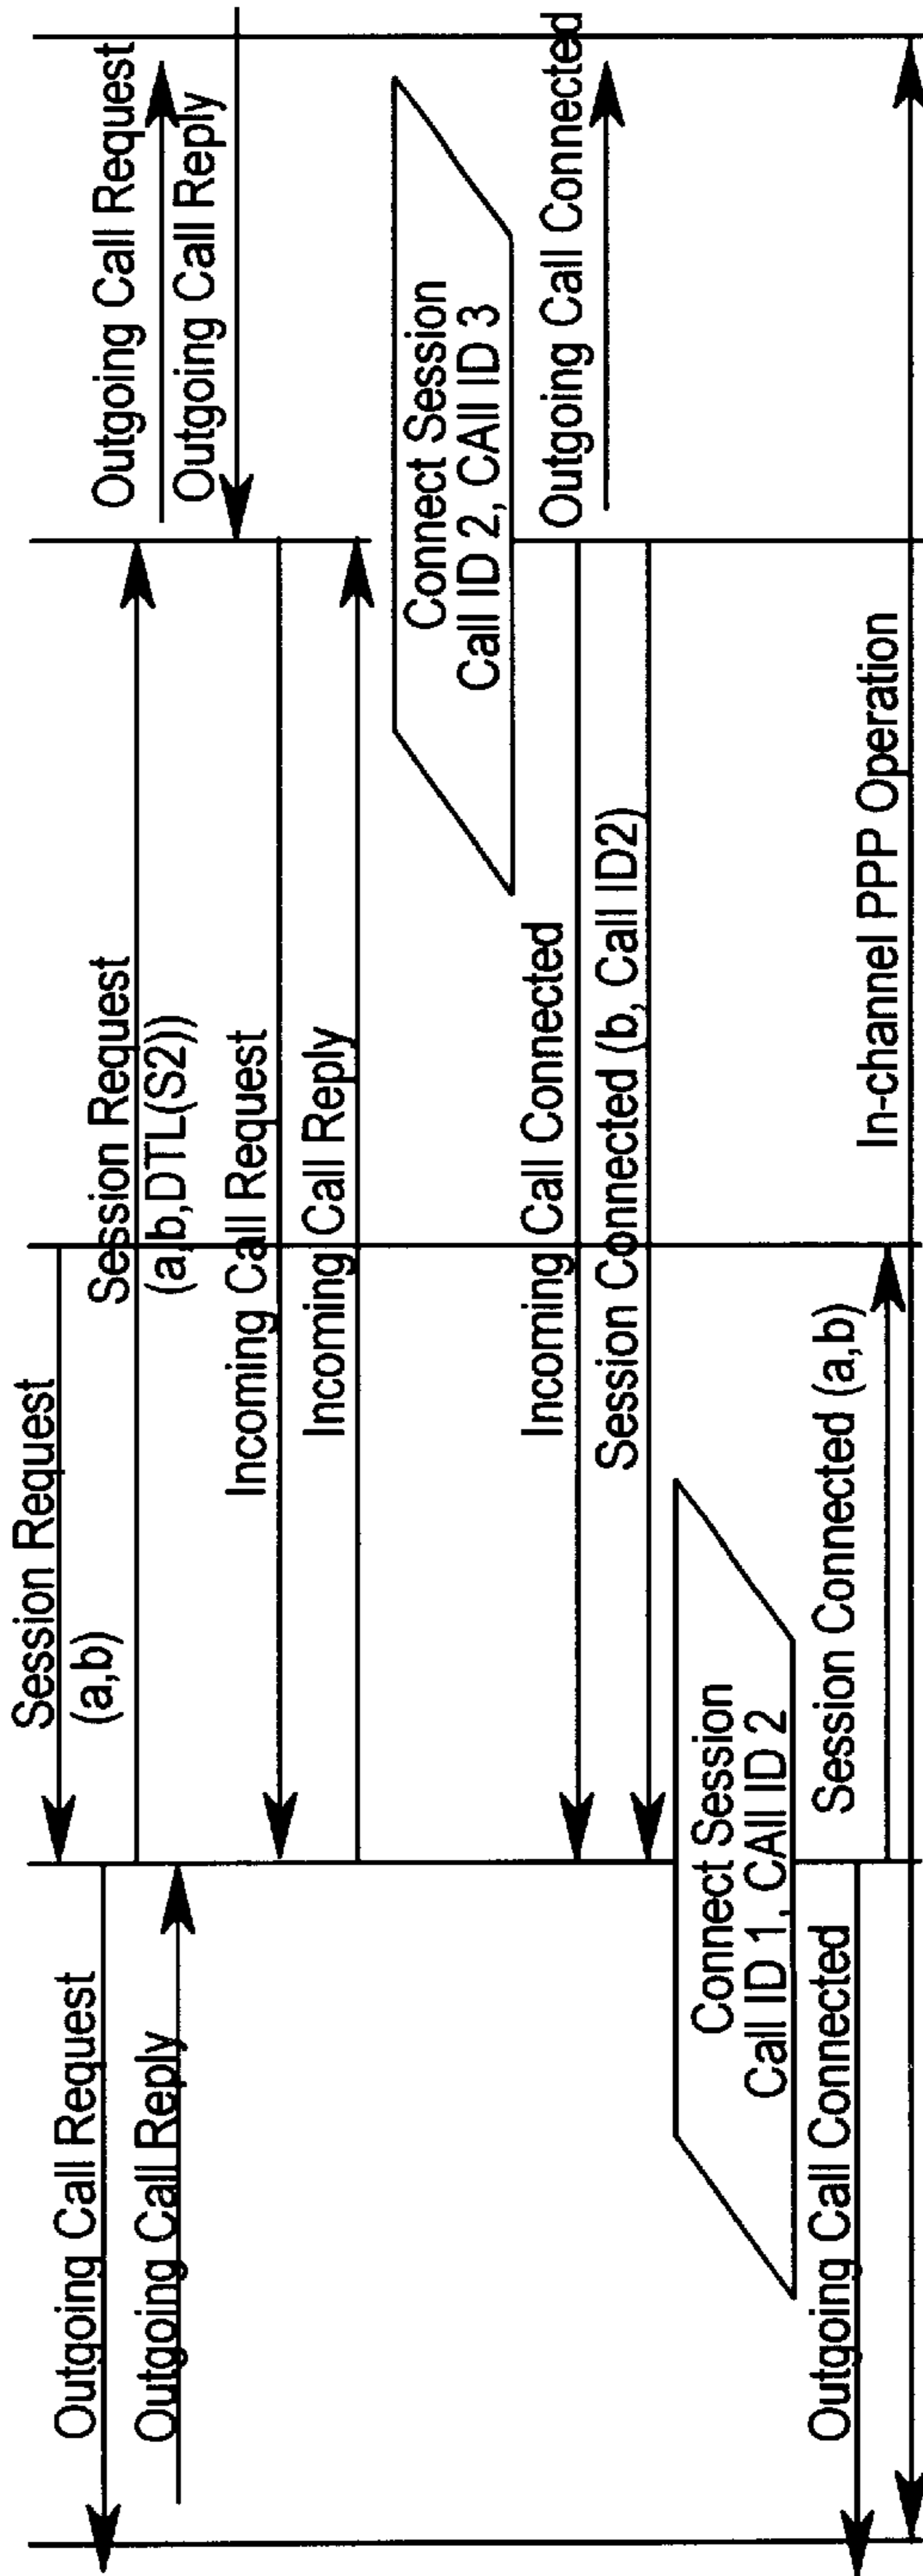 Session Request
(a,b)
Outgoing Call Request
Session Request
(a,b,DTL(S2))
Outgoing Call Request
Outgoing Call Reply
Outgoing Call Reply
Incoming Call Request
Incoming Call Reply
Connect Session
Call ID 2, CAll ID 3
Incoming Call Connected
Outgoing Call Connected
Session Connected (b, Call ID2)
Connect Session
Call ID 1, CAll ID 2
Outgoing Call Connected
Session Connected (a,b)
In-channel PPP Operation